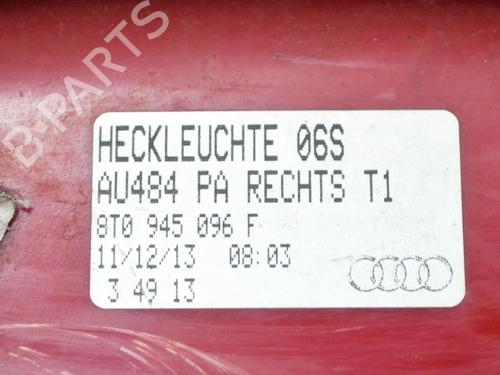 B-PARTS
HECKLEUCHTE 06S
AU484 PA RECHTS T1
8T0 945 096 F
11/12/13 08:03
3 49 13